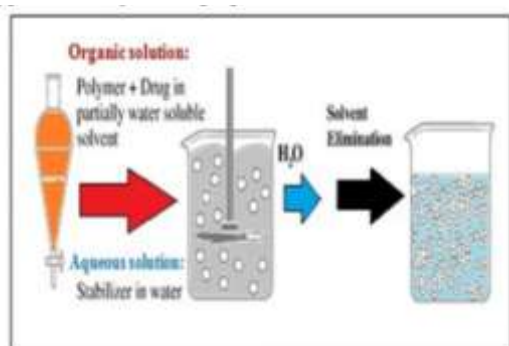 Organic solution:
Polymer + Drug in
partially water soluble
solvent
Aqueous solution:
Stabilizer in water
H₂O
Solvent
Elimination